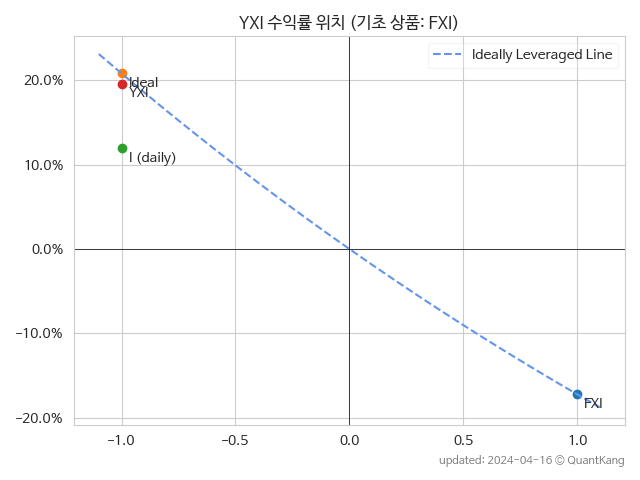 YXI 수익률 위치 (기초 상품: FXI)
Ideally Leveraged Line
20.0%
10.0%
0.0%
-10.0%
-20.0%
Ideal
YXI
I (daily)
FXI
-1.0
-0.5
0.0
0.5
1.0
updated: 2024-04-16 © QuantKang